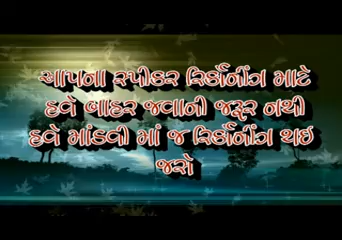 આપના સ્પીકર રિકોનીંગ માટે
હવે બાહર જવાની જરૂર નથી
હવે માંડવી માં જ રિકોનીંગ થઇ
જશે